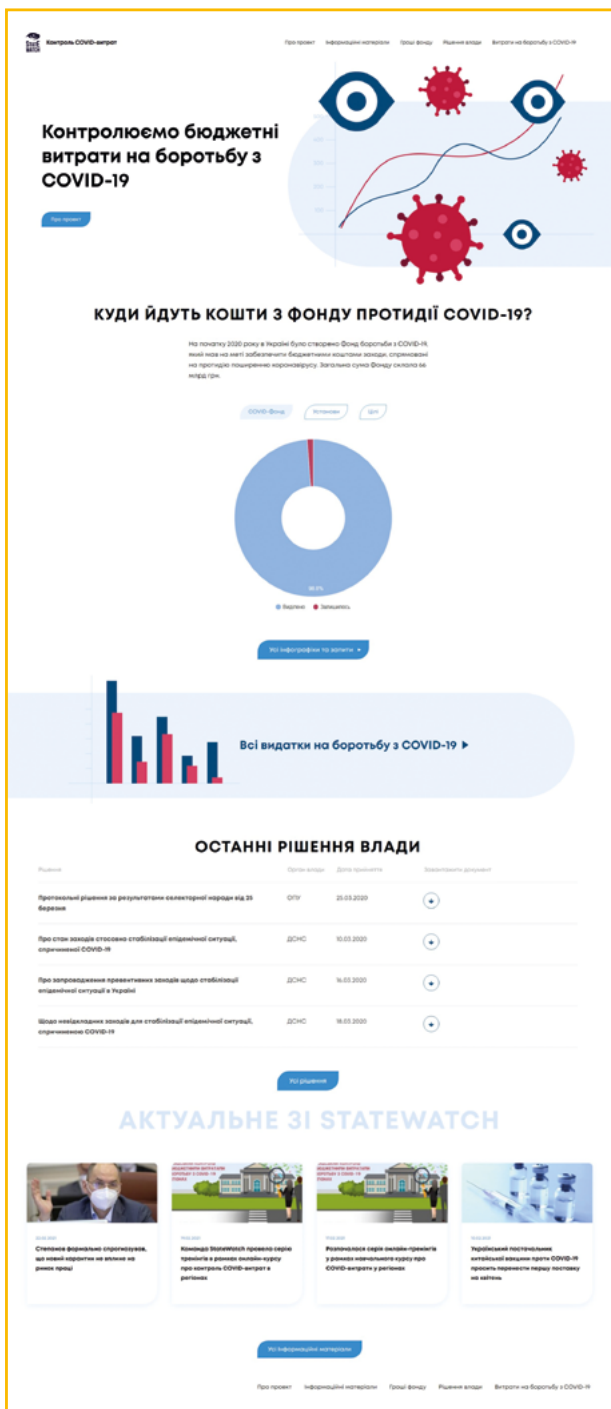 STATE
WATCH
Контроль COVID-витрат
Про проект Інформаційні матеріали Гроші фонду Рішення влади Витрати на боротьбу з COVID-19
Контролюємо бюджетні
витрати на боротьбу з
COVID-19
Про проект
КУДИ ЙДУТЬ КОШТИ З ФОНДУ ПРОТИДІЇ COVID-19?
На початку 2020 року в Україні було створено Фонд боротьби з COVID-19,
який мав на меті забезпечити бюджетними коштами заходи, спрямовані
на протидію поширенню коронавірусу. Загальна сума Фонду склала 66
млрд грн.
COVID-Фонд Установи Цілі
Виділено Залишилось
Усі інфографіки та запити
Всі видатки на боротьбу з COVID-19
ОСТАННІ РІШЕННЯ ВЛАДИ
Рішення Орган влади Дата прийняття Завантажити документ
Протокольні рішення за результатами селекторної наради від 25
березня
ОПУ 25.03.2020
Про стан заходів стосовно стабілізації епідемічної ситуації,
спричиненої COVID-19
ДСНС 10.03.2020
Про запровадження превентивних заходів щодо стабілізації
епідемічної ситуації в Україні
ДСНС 16.03.2020
Щодо невідкладних заходів для стабілізації епідемічної ситуації,
спричиненою COVID-19
ДСНС 18.03.2020
Усі рішення
АКТУАЛЬНЕ ЗІ STATEWATCH
Степанов формально спрогнозував,
що новий карантин не вплине на
ринок праці
Команда StateWatch провела серію
тренінгів в рамках онлайн-курсу
про контроль COVID-витрат в
регіонах
Розпочалася серія онлайн-тренінгів
у рамках навчального курсу про
COVID-витрати у регіонах
Український постачальник
китайської вакцини проти COVID-19
просить перенести першу поставку
на квітень
Усі інформаційні матеріали
Про проект Інформаційні матеріали Гроші фонду Рішення влади Витрати на боротьбу з COVID-19